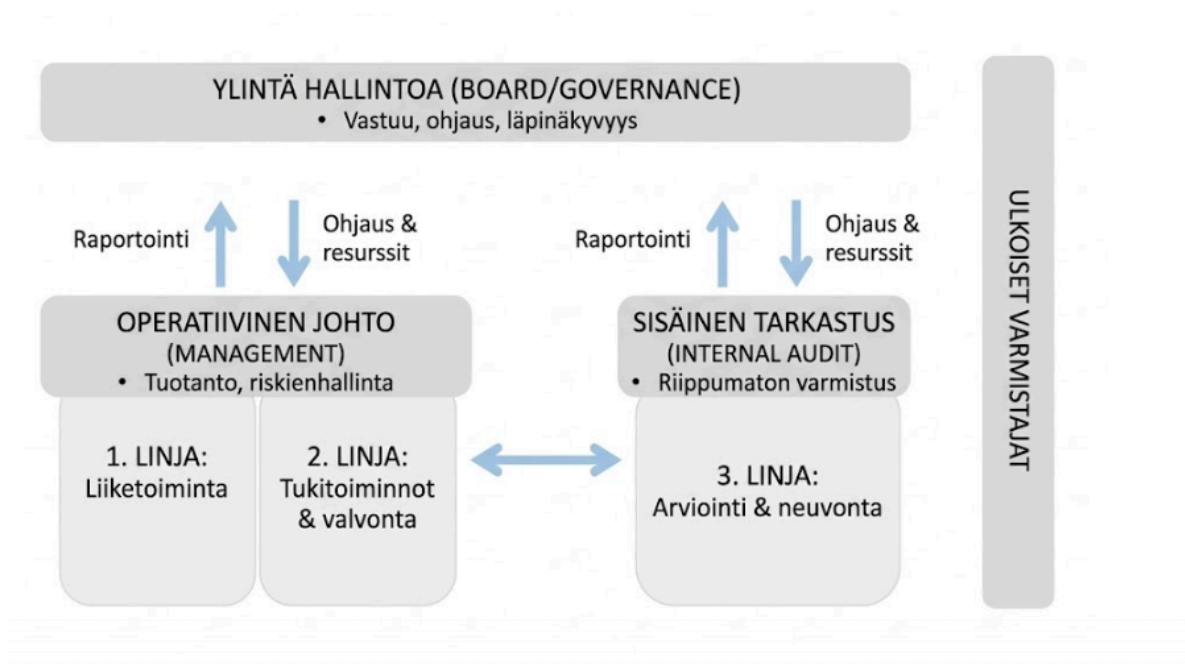 YLINTÄ HALLINTOA (BOARD/GOVERNANCE)
• Vastuu, ohjaus, läpinäkyvyys
Raportointi
Ohjaus &
resurssit
Raportointi
Ohjaus &
resurssit
OPERATIIVINEN JOHTO
(MANAGEMENT)
• Tuotanto, riskienhallinta
SISÄINEN TARKASTUS
(INTERNAL AUDIT)
• Riippumaton varmistus
1. LINJA:
Liiketoiminta
2. LINJA:
Tukitoiminnot
& valvonta
3. LINJA:
Arviointi & neuvonta
ULKOISET VARMISTAJAT